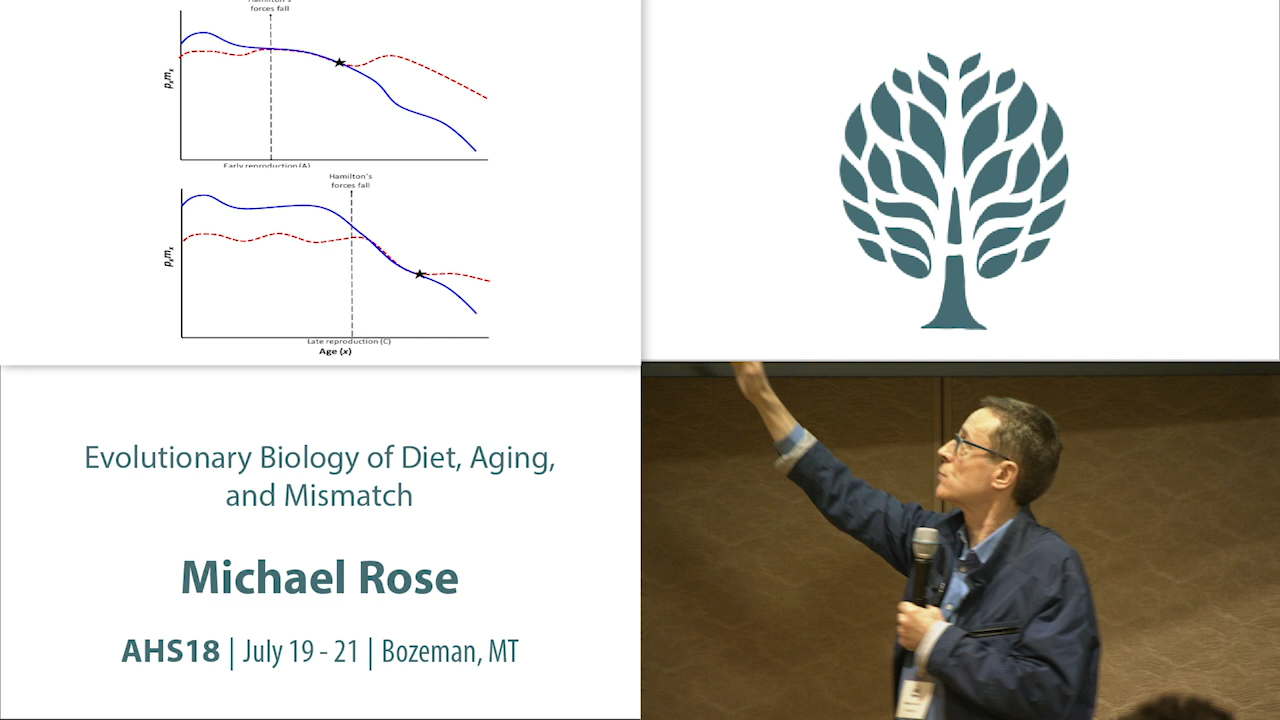 Hamilton's
forces fall
pₓmₓ
Early reproduction (A)
Hamilton's
forces fall
pₓmₓ
Late reproduction (C)
Age (x)
Evolutionary Biology of Diet, Aging,
and Mismatch
Michael Rose
AHS18 | July 19 - 21 | Bozeman, MT